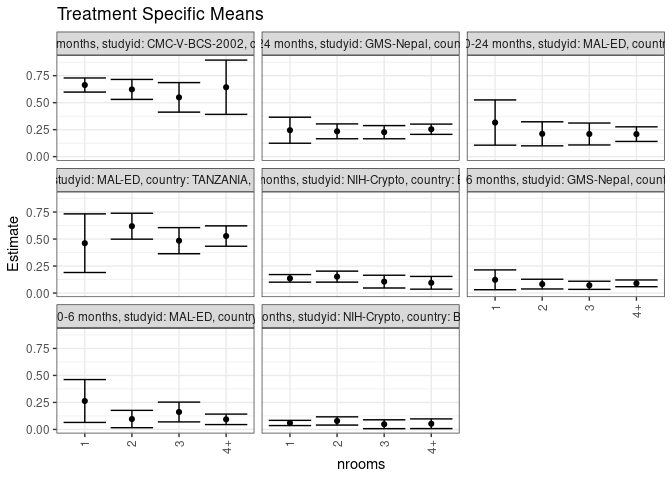 Treatment Specific Means
months, studyid: CMC-V-BCS-2002, c
24 months, studyid: GMS-Nepal, coun
0-24 months, studyid: MAL-ED, countr
0.75
0.50
0.25
0.00
tudyid: MAL-ED, country: TANZANIA,
months, studyid: NIH-Crypto, country: B
6 months, studyid: GMS-Nepal, count
0.75
0.50
0.25
0.00
Estimate
1 2 3 4+
0-6 months, studyid: MAL-ED, country
onths, studyid: NIH-Crypto, country: B
0.75
0.50
0.25
0.00
1 2 3 4+
1 2 3 4+
nrooms